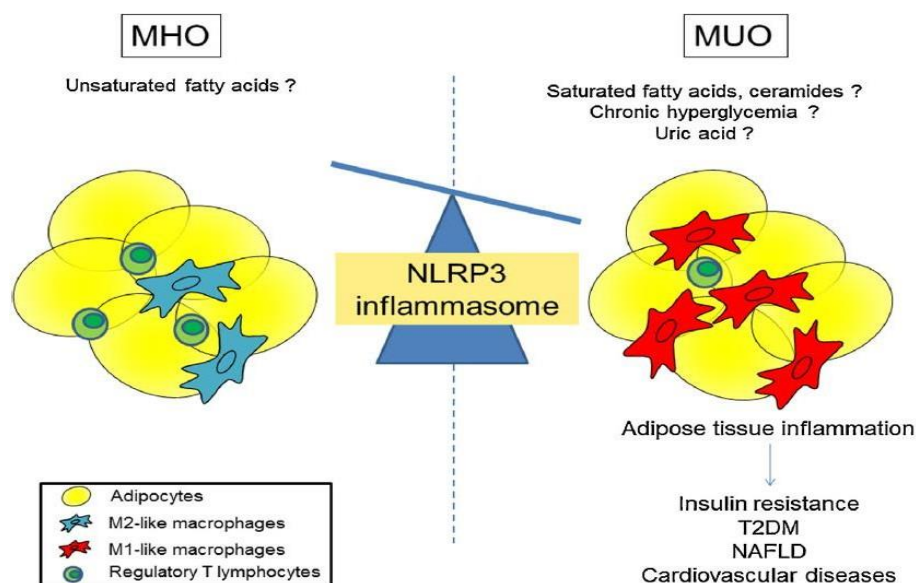 MHO
Unsaturated fatty acids ?
MUO
Saturated fatty acids, ceramides ?
Chronic hyperglycemia ?
Uric acid ?
NLRP3
inflammasome
Adipose tissue inflammation
Insulin resistance
T2DM
NAFLD
Cardiovascular diseases
Adipocytes
M2-like macrophages
M1-like macrophages
Regulatory T lymphocytes